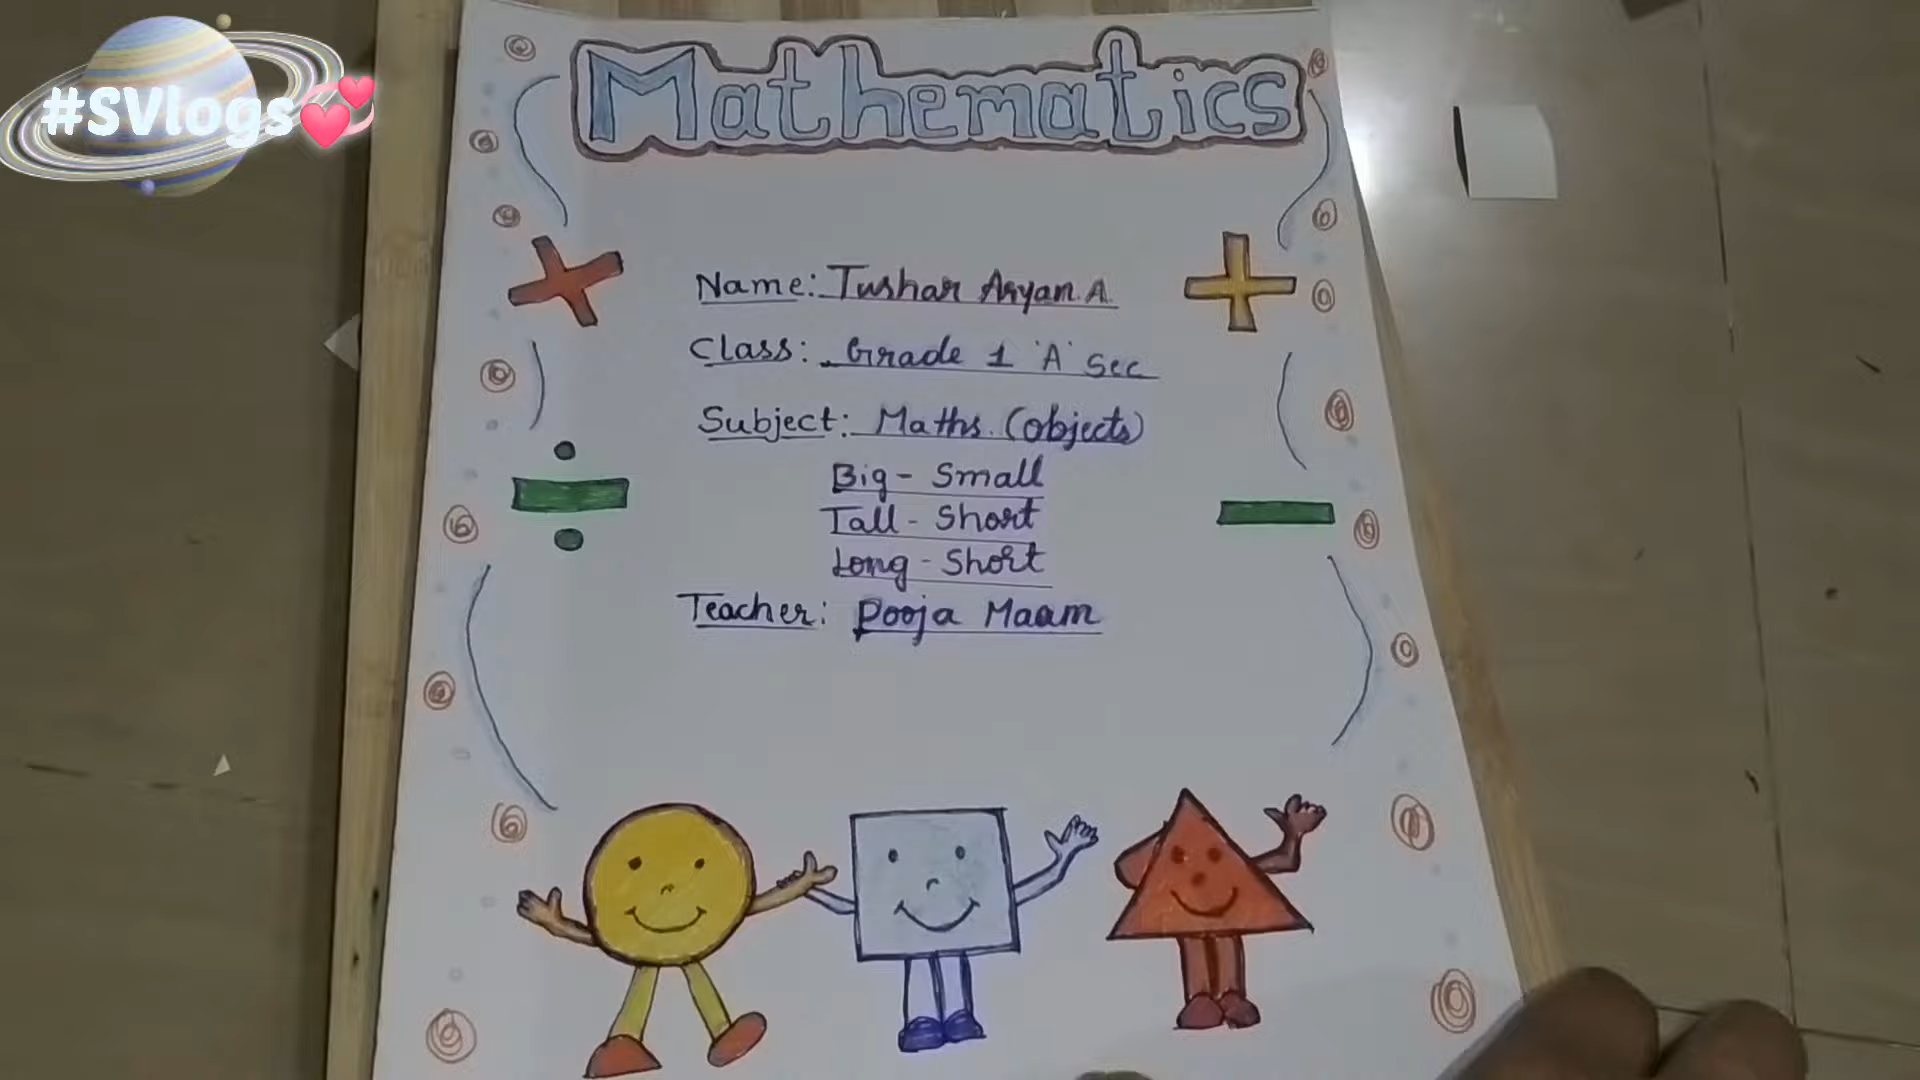 #SVlogs
Mathematics
Name: Tushar Aryan.A.
Class: Grade 1 'A' Sec
Subject: Maths. (objects)
Big - Small
Tall - Short
Long - Short
Teacher: Pooja Maam